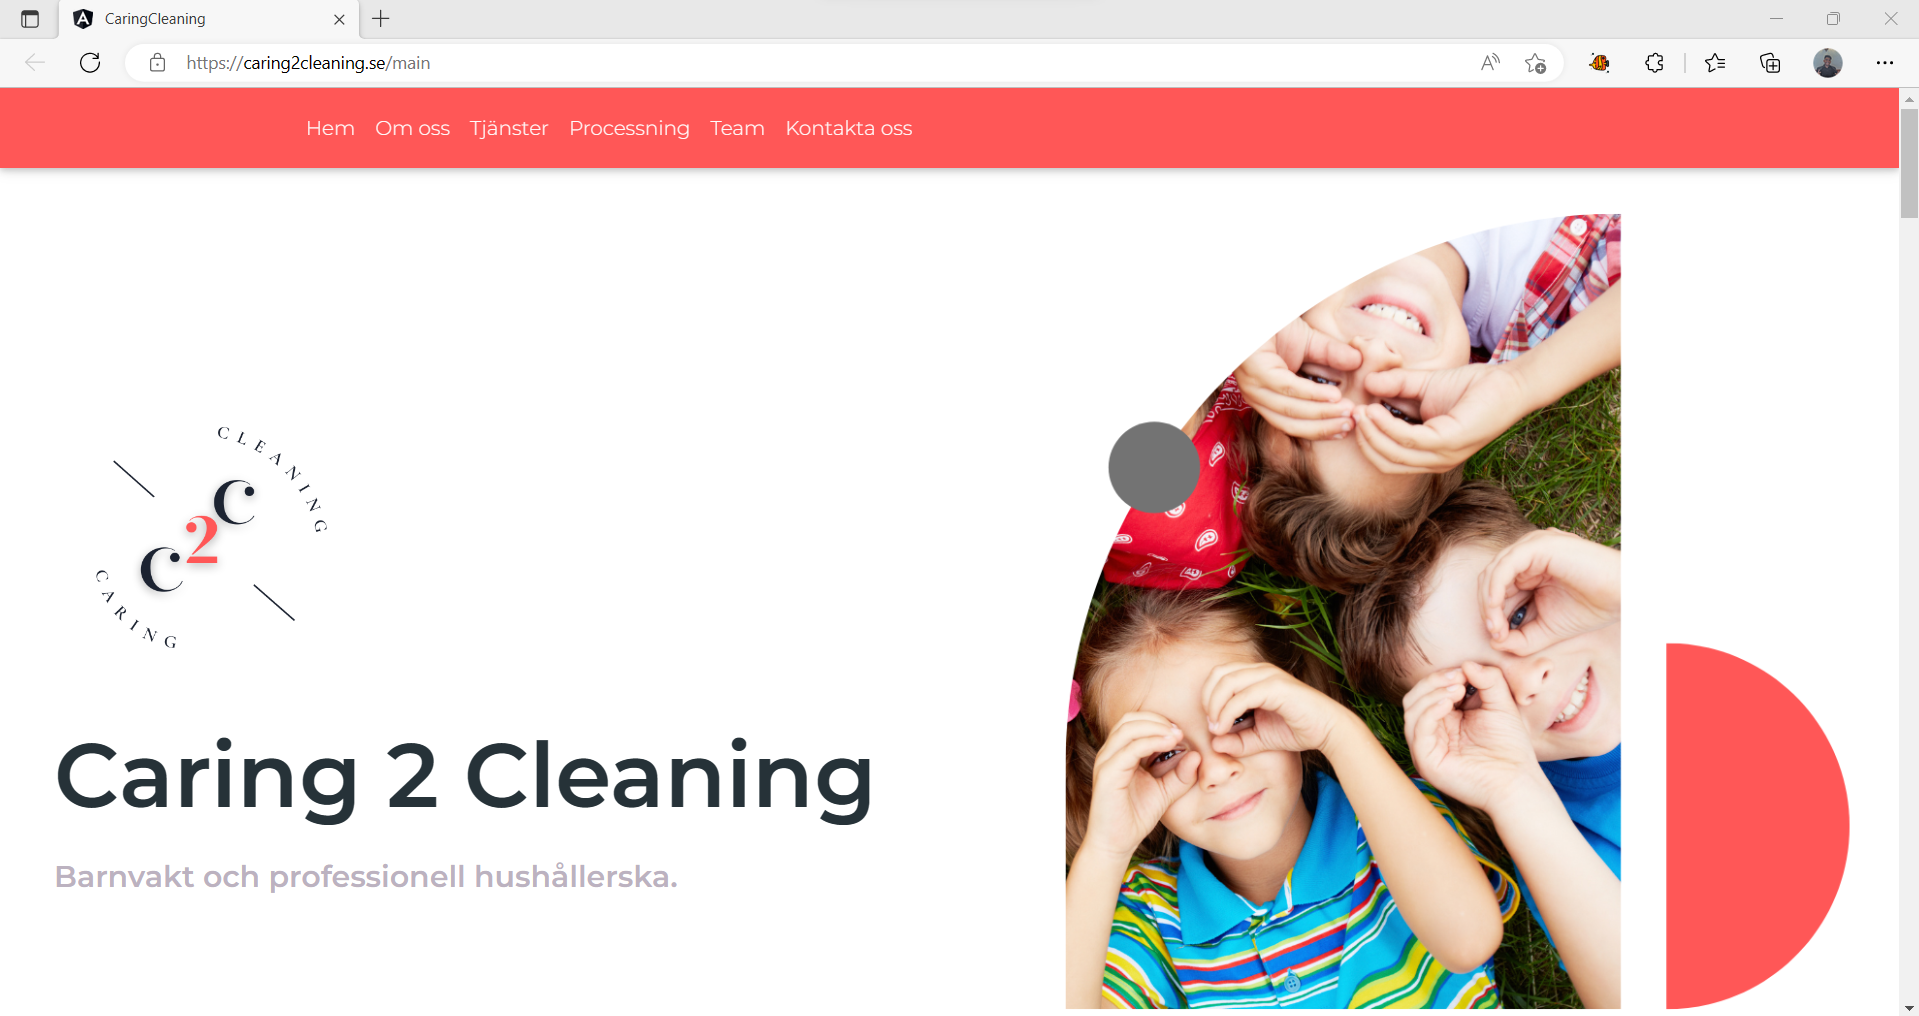 CaringCleaning
https://caring2cleaning.se/main
Hem Om oss Tjänster Processning Team Kontakta oss
CLEANING
C2C
CARING
Caring 2 Cleaning
Barnvakt och professionell hushållerska.